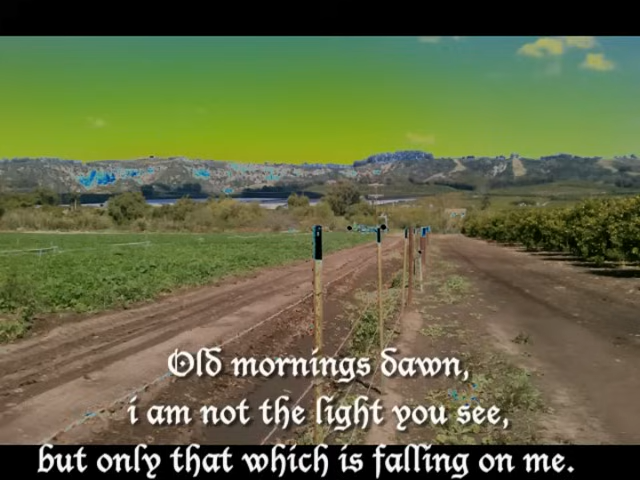 Old mornings dawn,
i am not the light you see,
but only that which is falling on me.